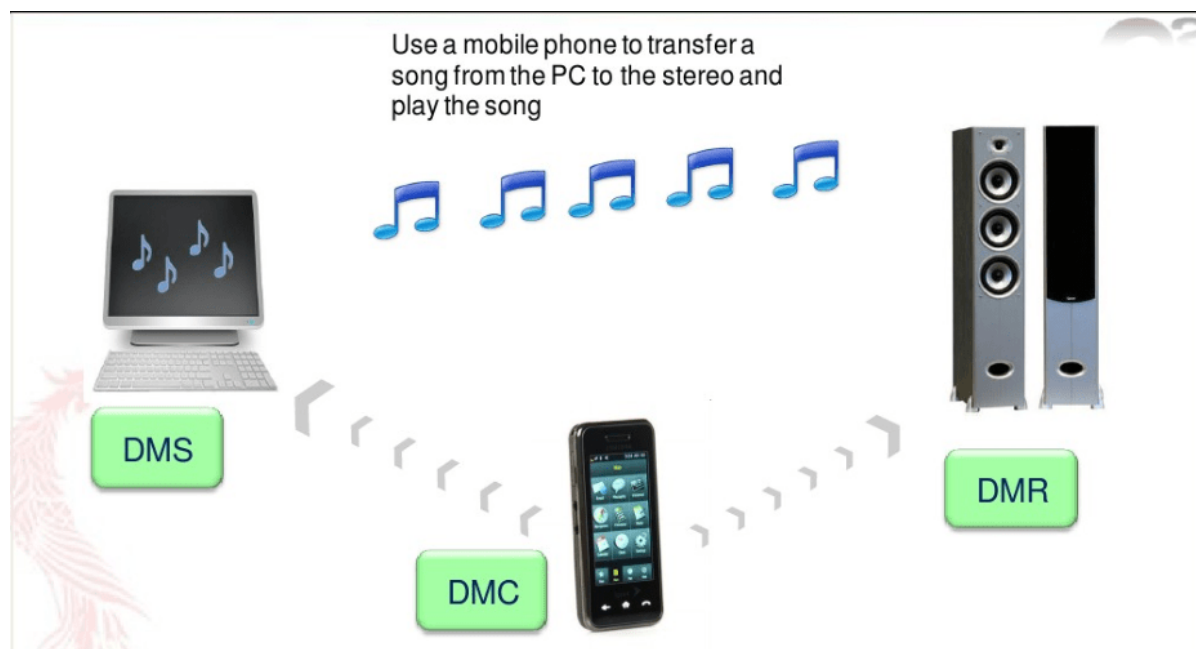 Use a mobile phone to transfer a
song from the PC to the stereo and
play the song
DMS
DMR
DMC